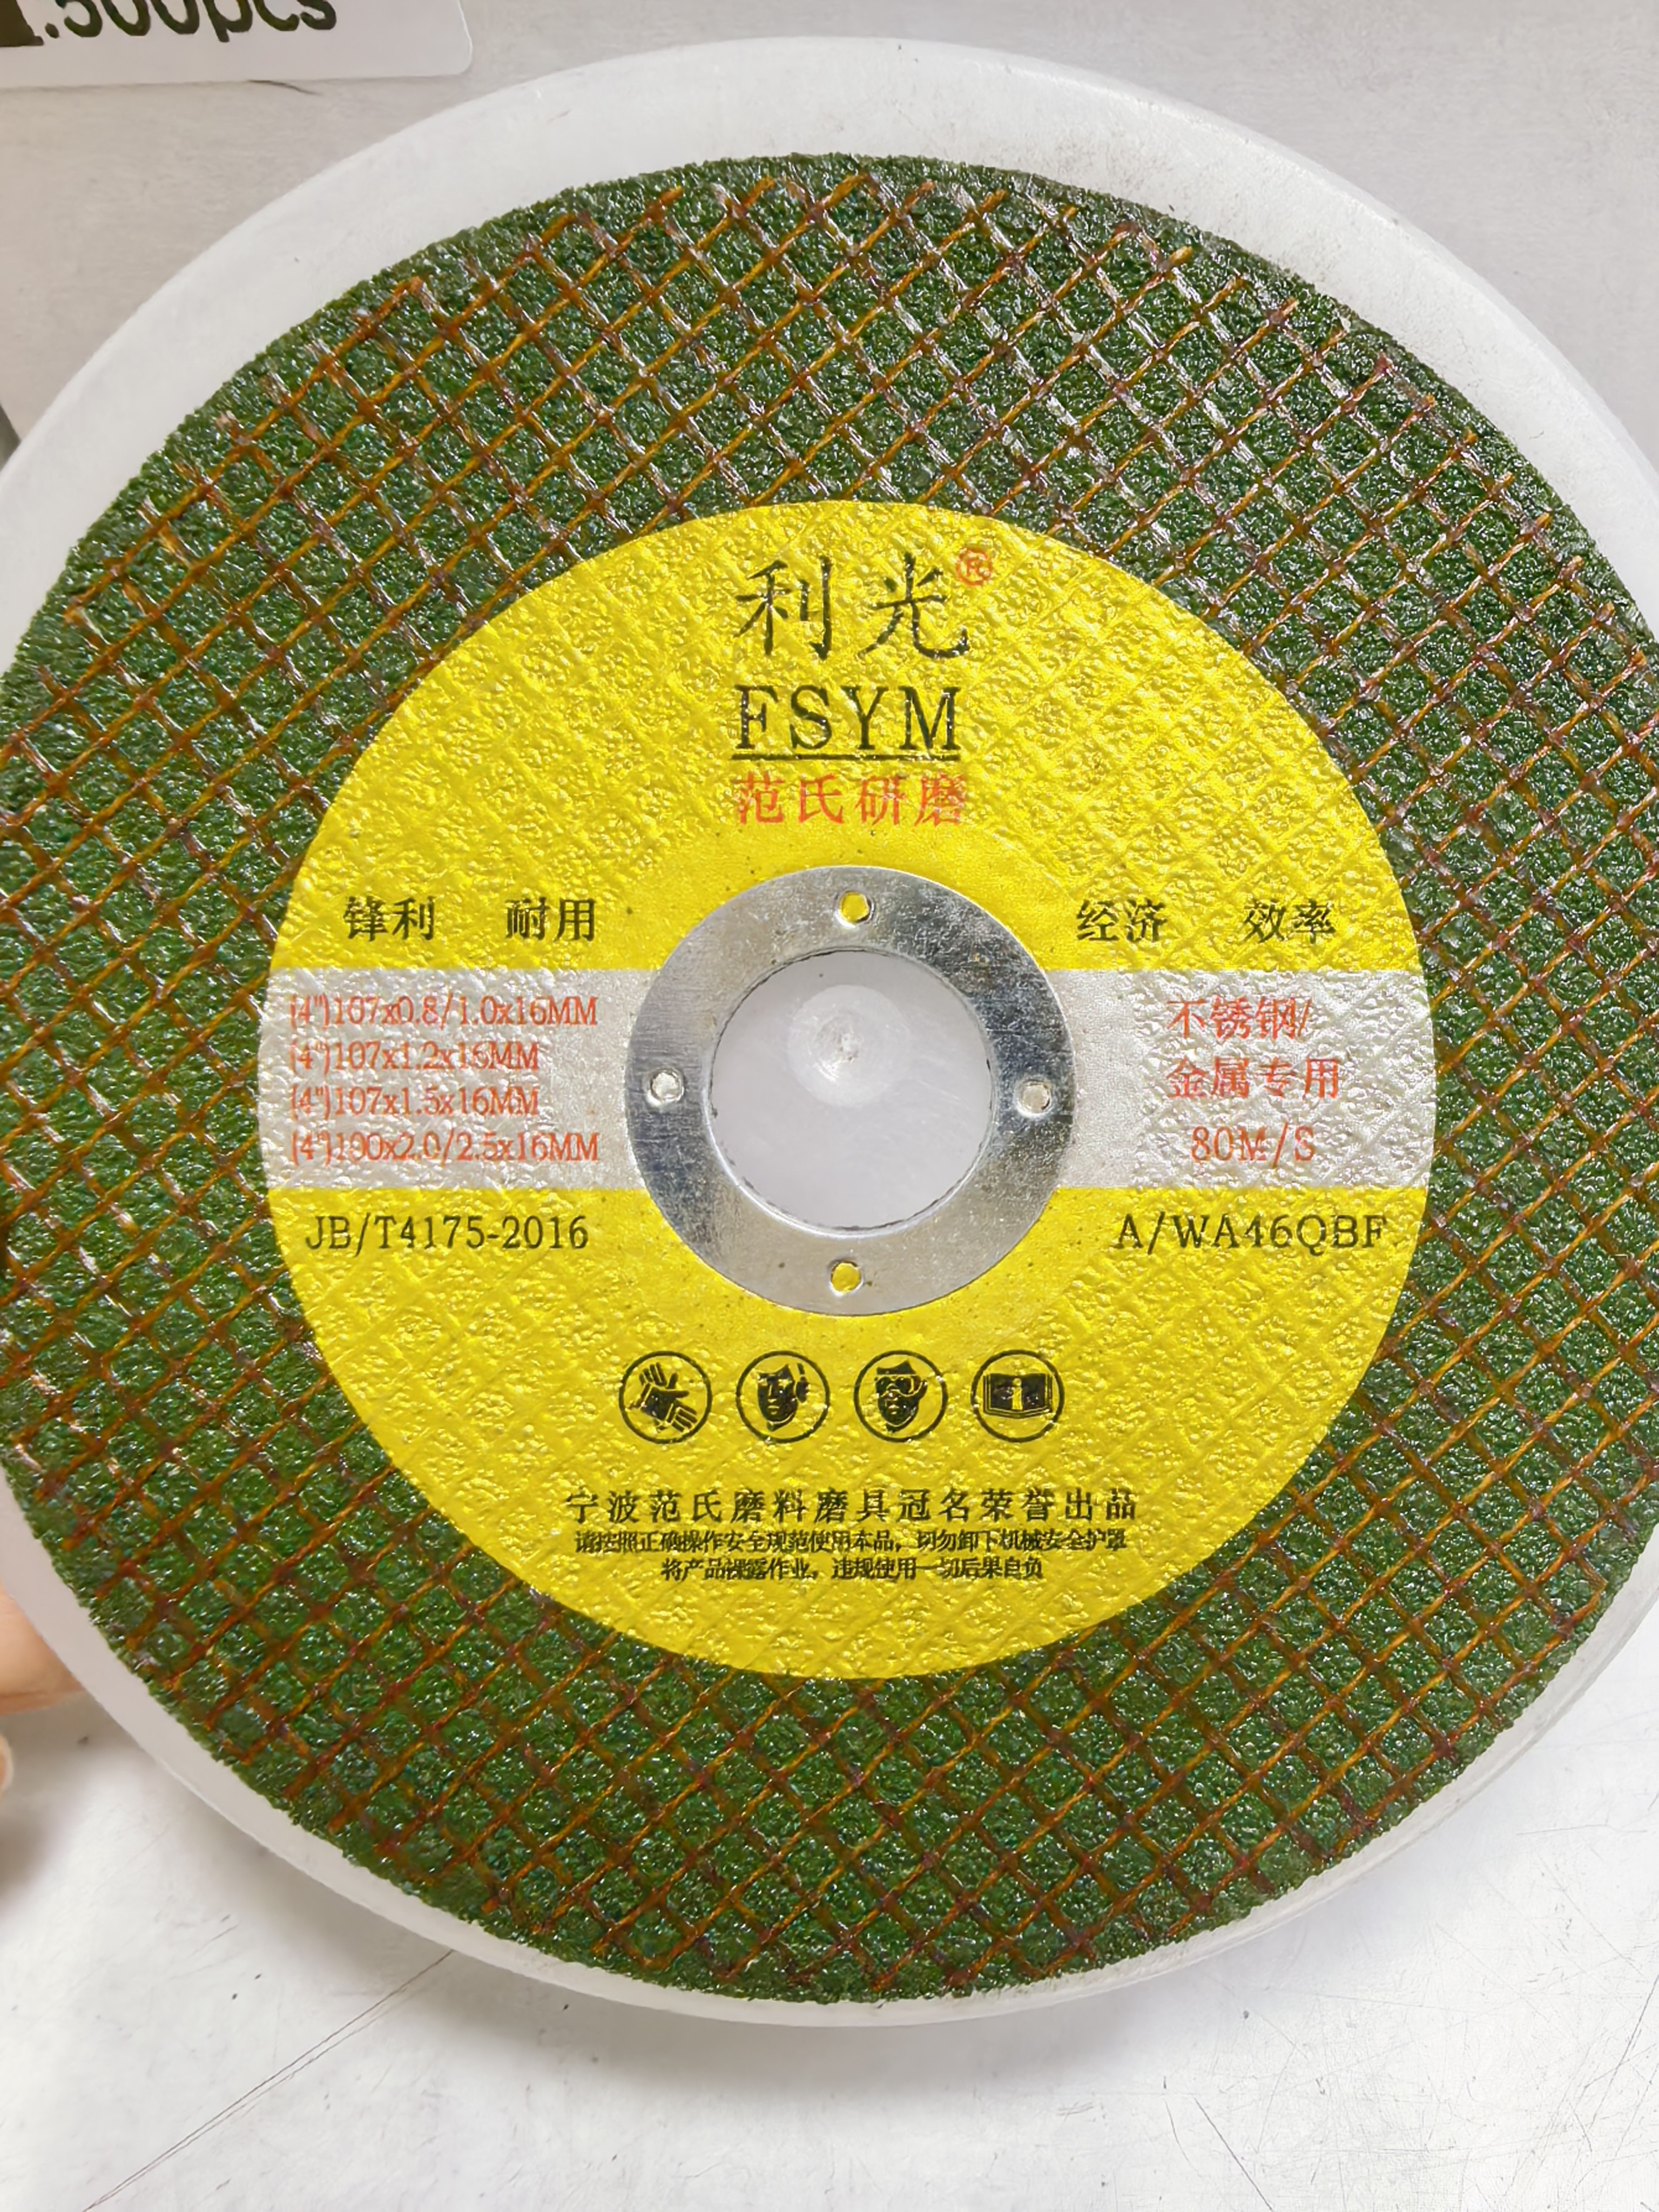 .500pcs
利光®
FSYM
范氏研磨
锋利 耐用
经济 效率
(4")107x0.8/1.0x16MM
(4")107x1.2x16MM
(4")107x1.5x16MM
(4")100x2.0/2.5x16MM
不锈钢/
金属专用
80M/S
JB/T4175-2016
A/WA46QBF
宁波范氏磨料磨具冠名荣誉出品
请按照正确操作安全规范使用本品，切勿卸下机械安全护罩
将产品裸露作业，违规使用一切后果自负